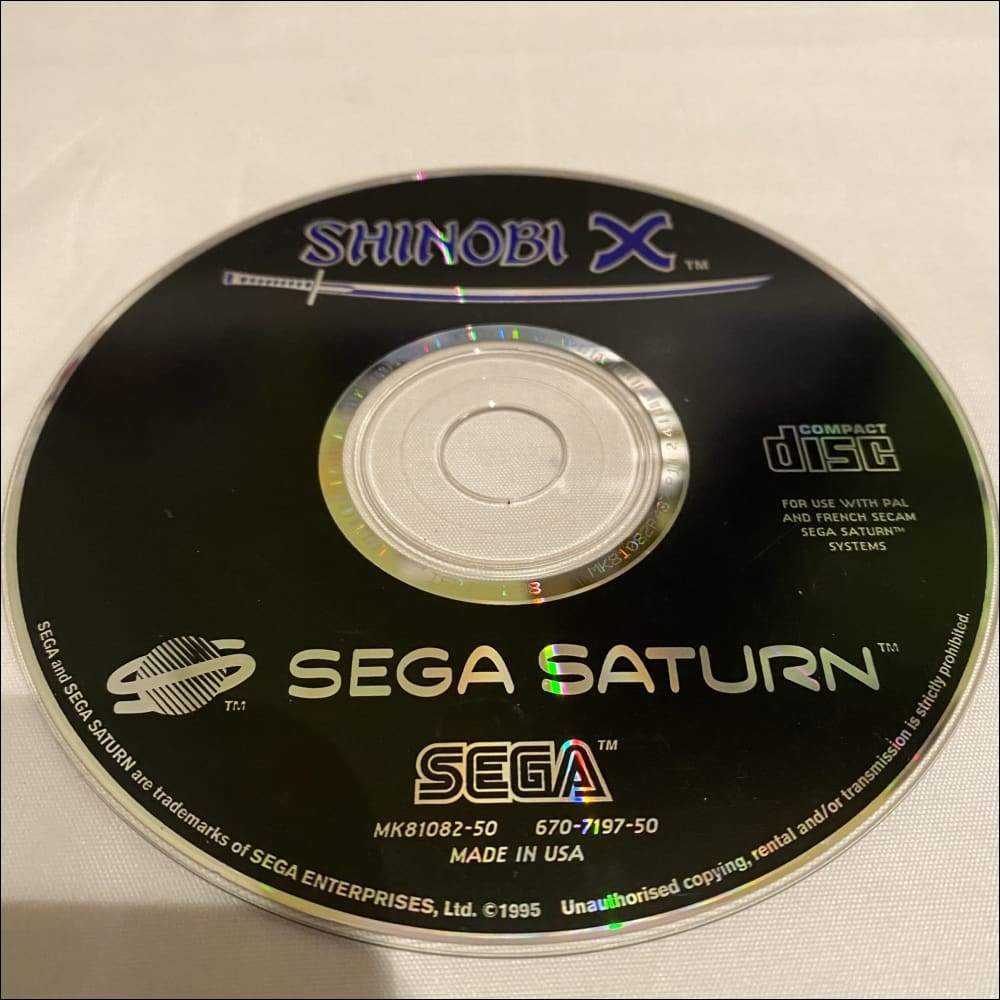 SHINOBI X ™
COMPACT
disc
FOR USE WITH PAL
AND FRENCH SECAM
SEGA SATURN™
SYSTEMS
SEGA SATURN™
TM
SEGA™
MK81082-50 670-7197-50
MADE IN USA
SEGA and SEGA SATURN are trademarks of SEGA ENTERPRISES, Ltd. ©1995 Unauthorised copying, rental and/or transmission is strictly prohibited.